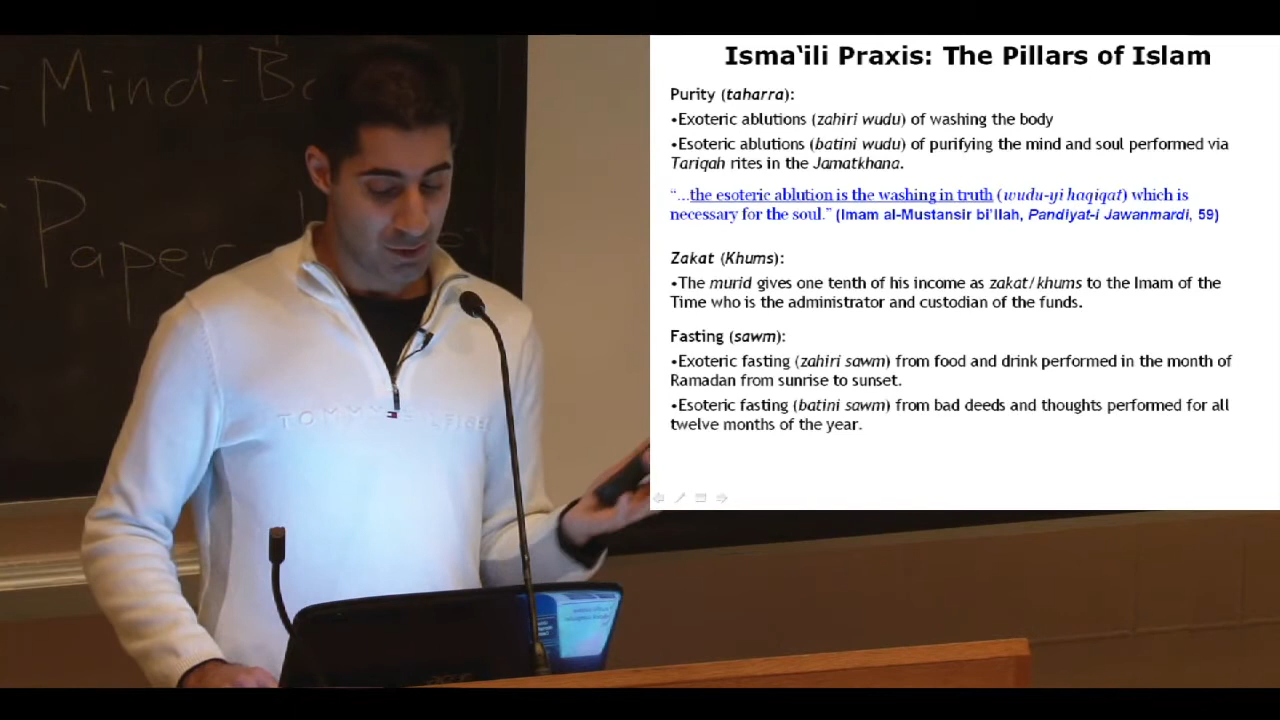 Mind-Bo
Paper
TOMMY HILFIGER
acer
Isma‘ili Praxis: The Pillars of Islam
Purity (taharra):
•Exoteric ablutions (zahiri wudu) of washing the body
•Esoteric ablutions (batini wudu) of purifying the mind and soul performed via
Tariqah rites in the Jamatkhana.
“...the esoteric ablution is the washing in truth (wudu-yi haqiqat) which is
necessary for the soul.” (Imam al-Mustansir bi'llah, Pandiyat-i Jawanmardi, 59)
Zakat (Khums):
•The murid gives one tenth of his income as zakat/khums to the Imam of the
Time who is the administrator and custodian of the funds.
Fasting (sawm):
•Exoteric fasting (zahiri sawm) from food and drink performed in the month of
Ramadan from sunrise to sunset.
•Esoteric fasting (batini sawm) from bad deeds and thoughts performed for all
twelve months of the year.